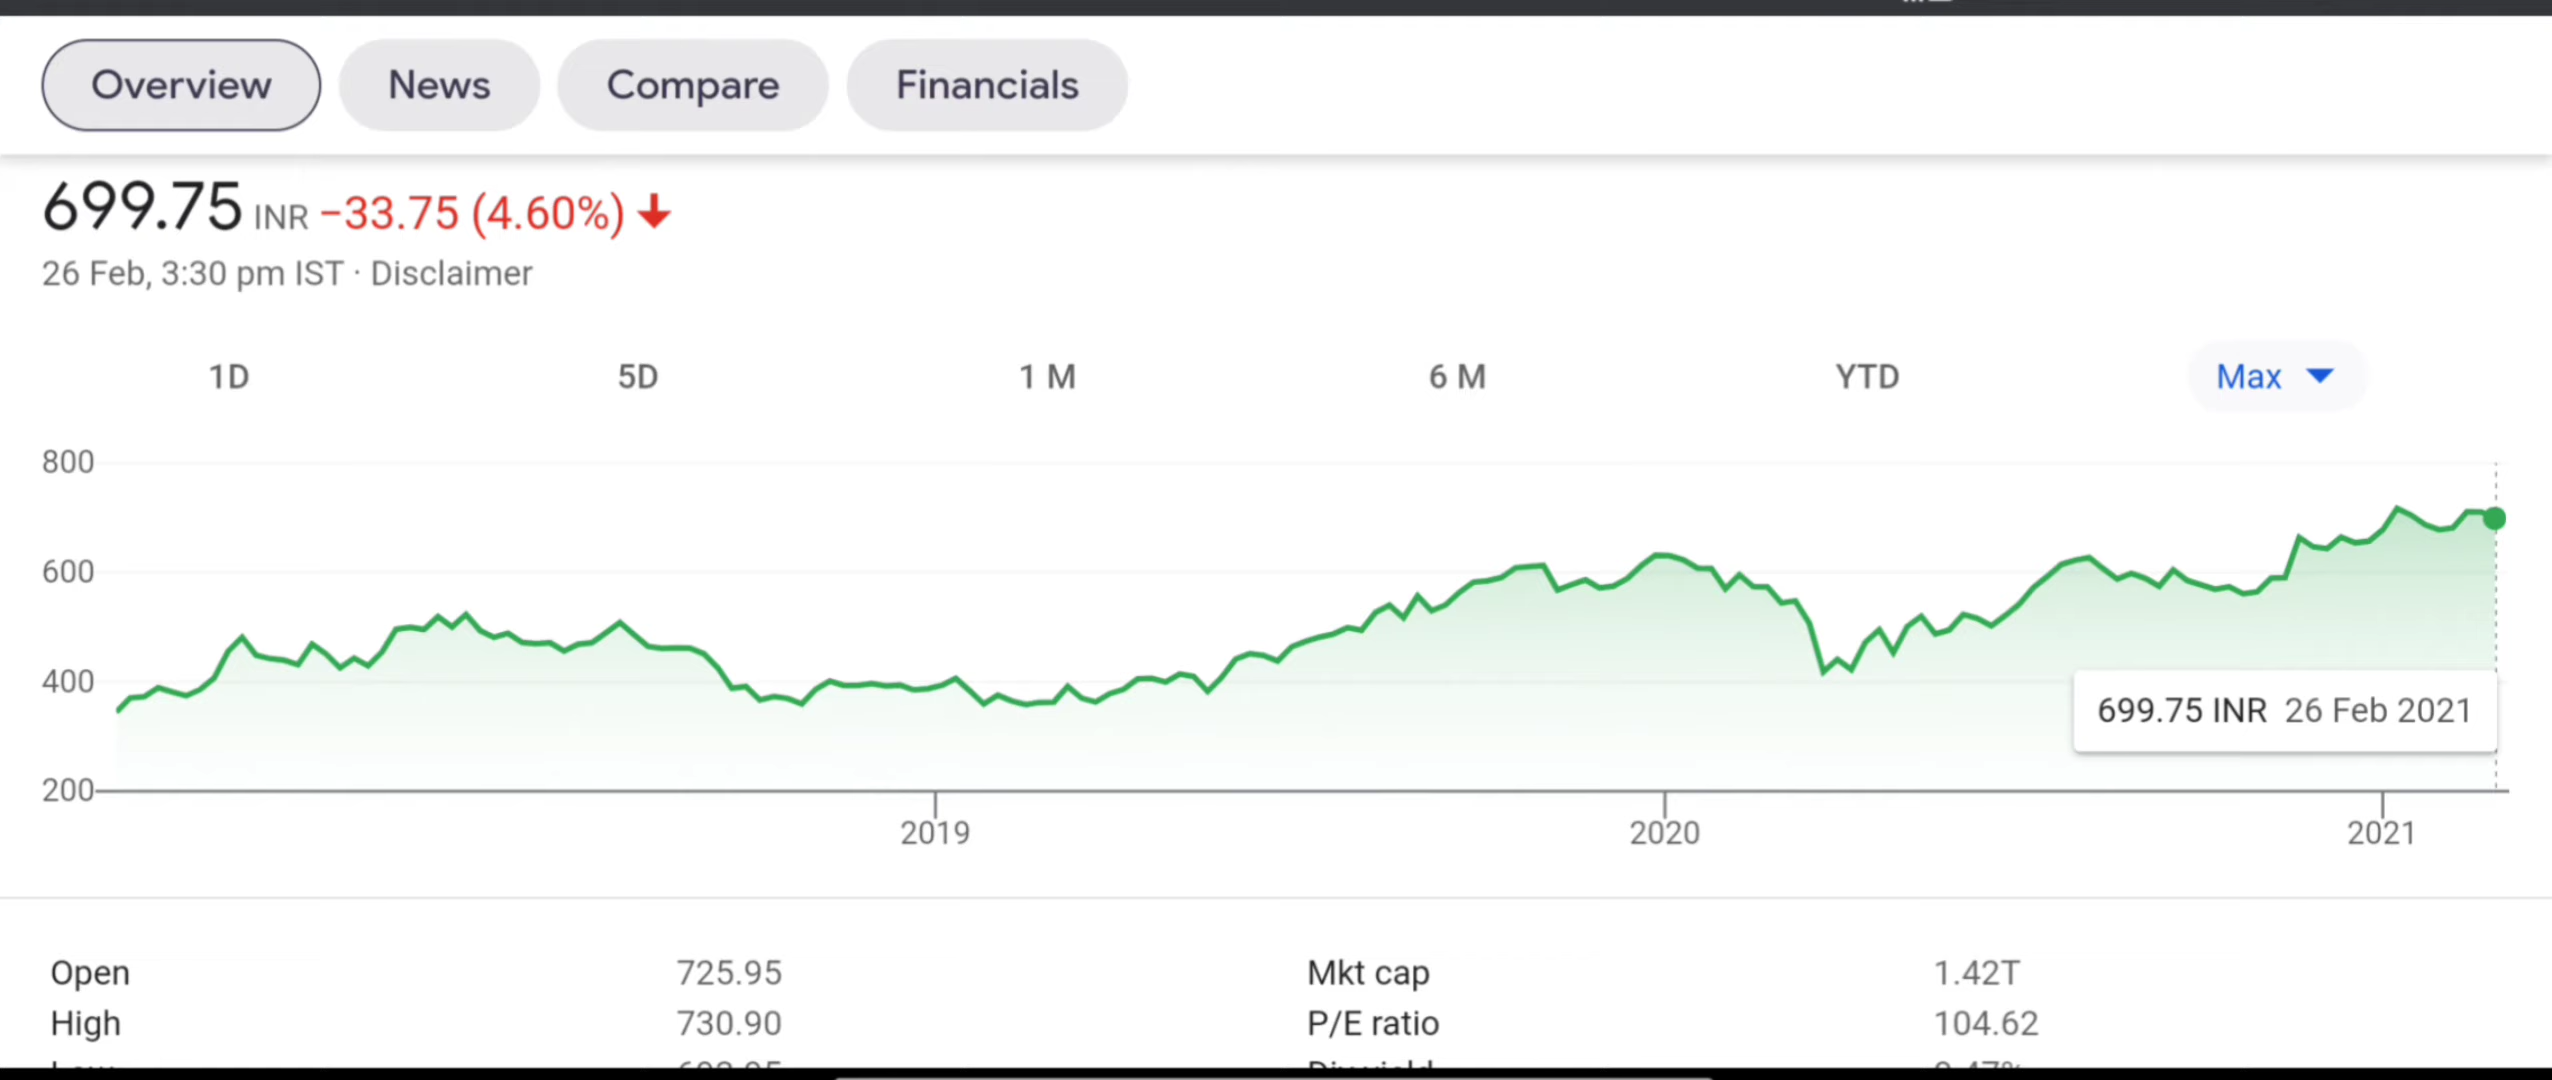 Overview News Compare Financials
699.75 INR −33.75 (4.60%)
26 Feb, 3:30 pm IST · Disclaimer
1D 5D 1 M 6 M YTD Max
800
600
400
699.75 INR 26 Feb 2021
200
2019 2020 2021
Open 725.95 Mkt cap 1.42T
High 730.90 P/E ratio 104.62